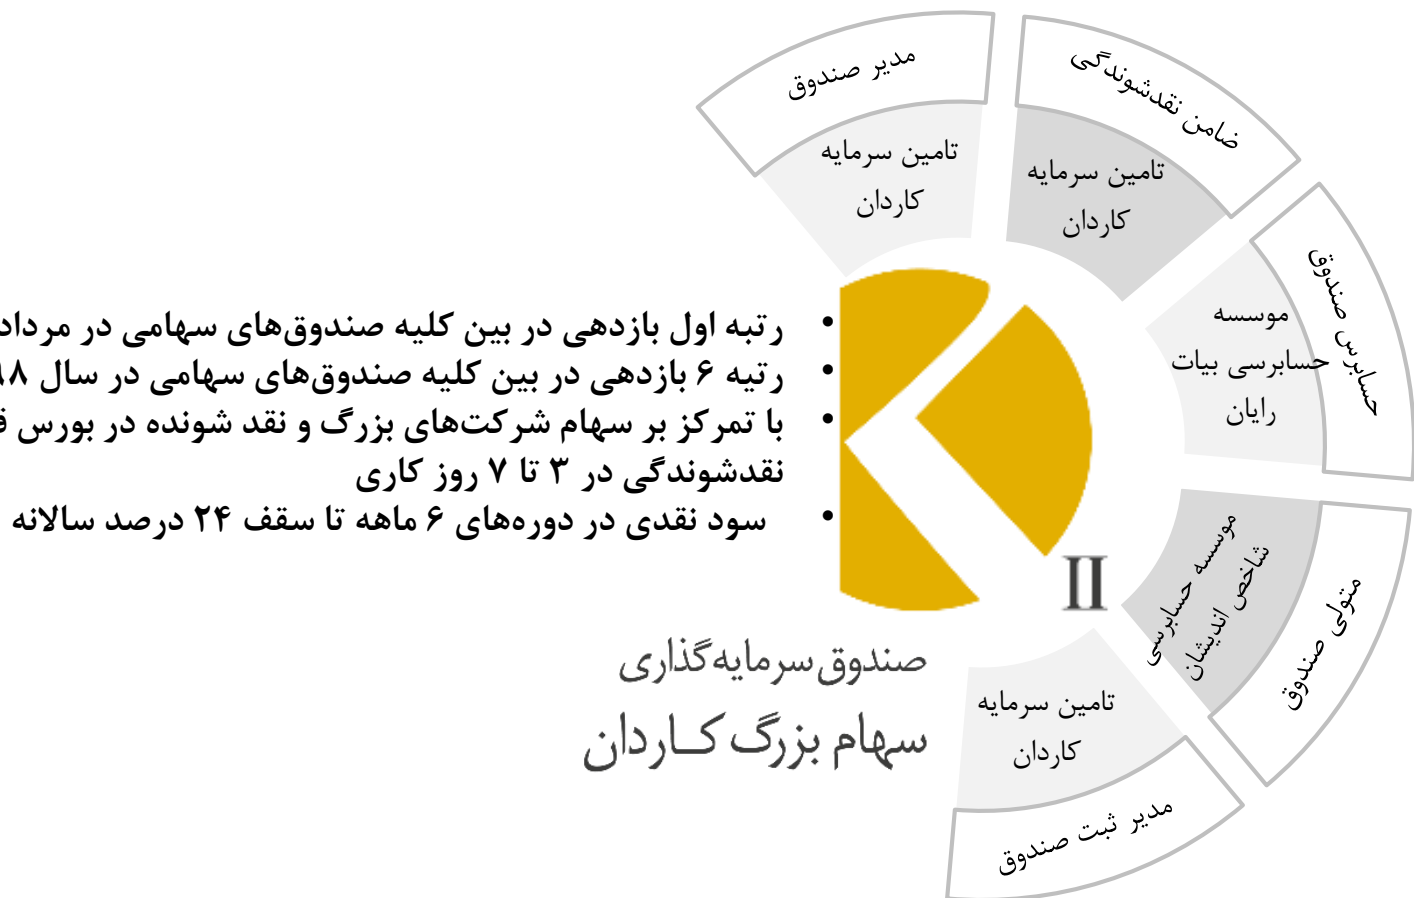 مدیر صندوق
تامین سرمایه
کاردان
ضامن نقدشوندگی
تامین سرمایه
کاردان
حسابرس صندوق
موسسه
حسابرسی بیات
رایان
متولی صندوق
موسسه حسابرسی
شاخص اندیشان
مدیر ثبت صندوق
تامین سرمایه
کاردان
• رتبه اول بازدهی در بین کلیه صندوق‌های سهامی در مرداد
• رتیه ۶ بازدهی در بین کلیه صندوق‌های سهامی در سال
• با تمرکز بر سهام شرکت‌های بزرگ و نقد شونده در بورس
نقدشوندگی در ۳ تا ۷ روز کاری
• سود نقدی در دوره‌های ۶ ماهه تا سقف ۲۴ درصد سالانه
II
صندوق سرمایه‌گذاری
سهام بزرگ کـاردان